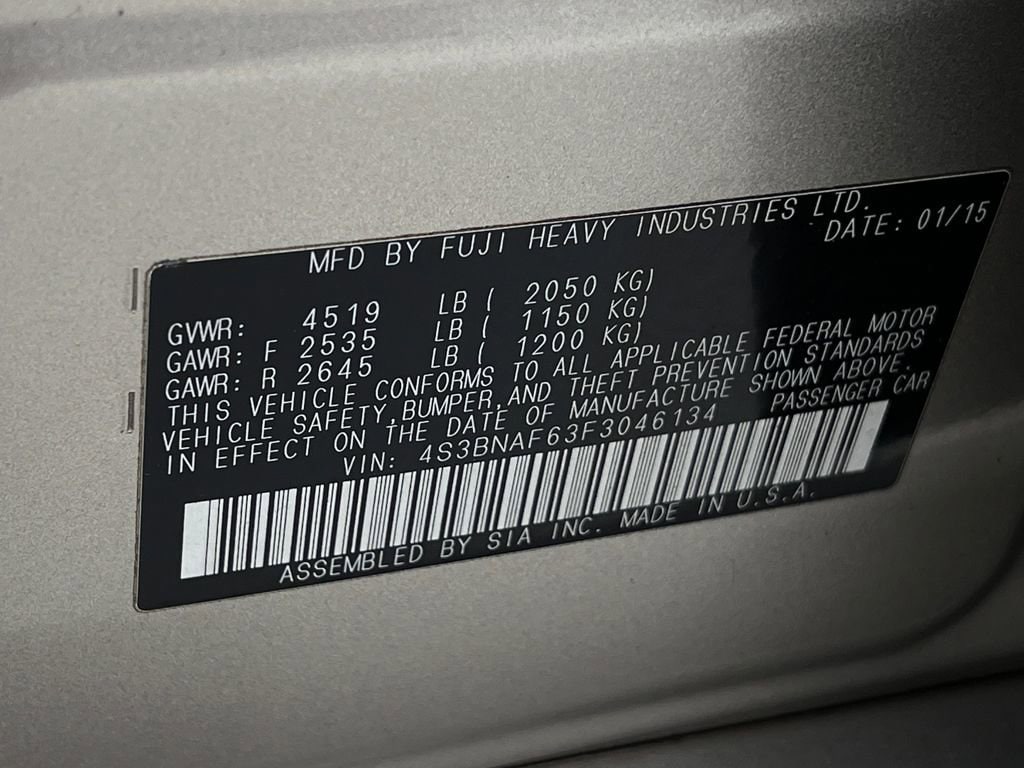 MFD BY FUJI HEAVY INDUSTRIES LTD.
DATE: 01/15
GVWR: 4519 LB ( 2050 KG)
GAWR: F 2535 LB ( 1150 KG)
GAWR: R 2645 LB ( 1200 KG)
THIS VEHICLE CONFORMS TO ALL APPLICABLE FEDERAL MOTOR
VEHICLE SAFETY,BUMPER,AND THEFT PREVENTION STANDARDS
IN EFFECT ON THE DATE OF MANUFACTURE SHOWN ABOVE.
VIN: 4S3BNAF63F3046134 PASSENGER CAR
ASSEMBLED BY SIA INC. MADE IN U.S.A.